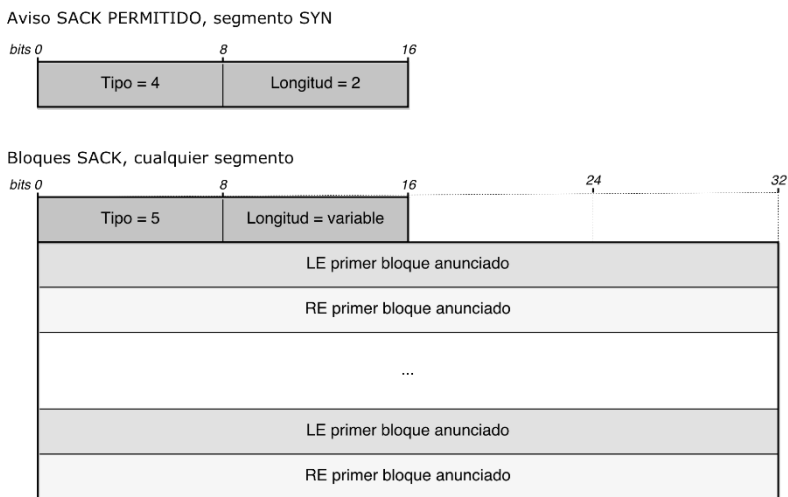 Aviso SACK PERMITIDO, segmento SYN
bits 0 8 16
Tipo = 4 Longitud = 2
Bloques SACK, cualquier segmento
bits 0 8 16 24 32
Tipo = 5 Longitud = variable
LE primer bloque anunciado
RE primer bloque anunciado
...
LE primer bloque anunciado
RE primer bloque anunciado